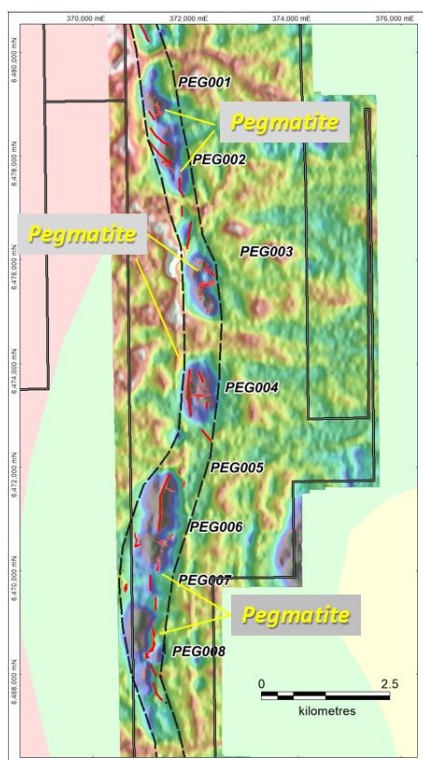 370,000 mE 372,000 mE 374,000 mE 376,000 mE
6,480,000 mN
PEG001
Pegmatite
6,478,000 mN
PEG002
Pegmatite
PEG003
6,476,000 mN
6,474,000 mN
PEG004
PEG005
6,472,000 mN
PEG006
6,470,000 mN
PEG007
Pegmatite
PEG008
6,468,000 mN
0 2.5
kilometres